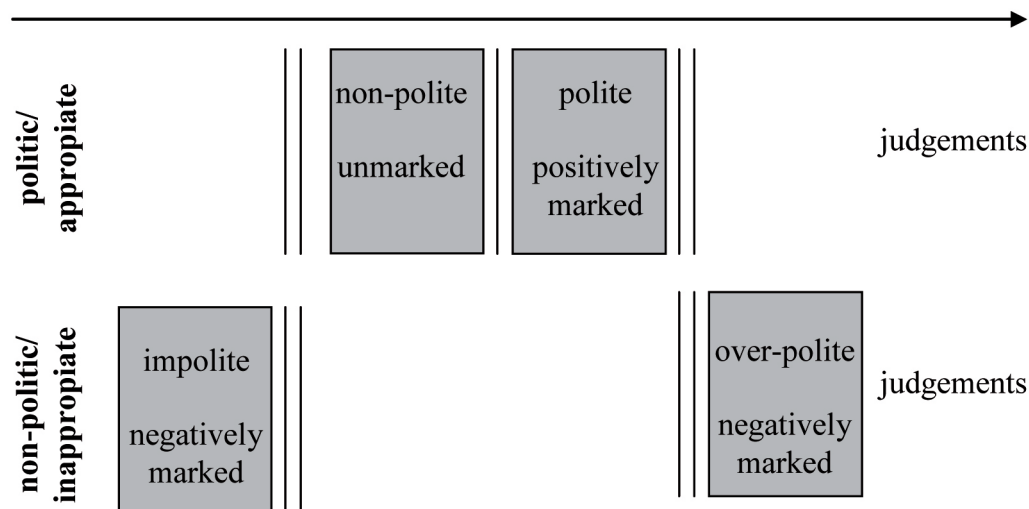 politic/
appropiate
non-polite
unmarked
polite
positively
marked
judgements
non-politic/
inappropiate
impolite
negatively
marked
over-polite
negatively
marked
judgements